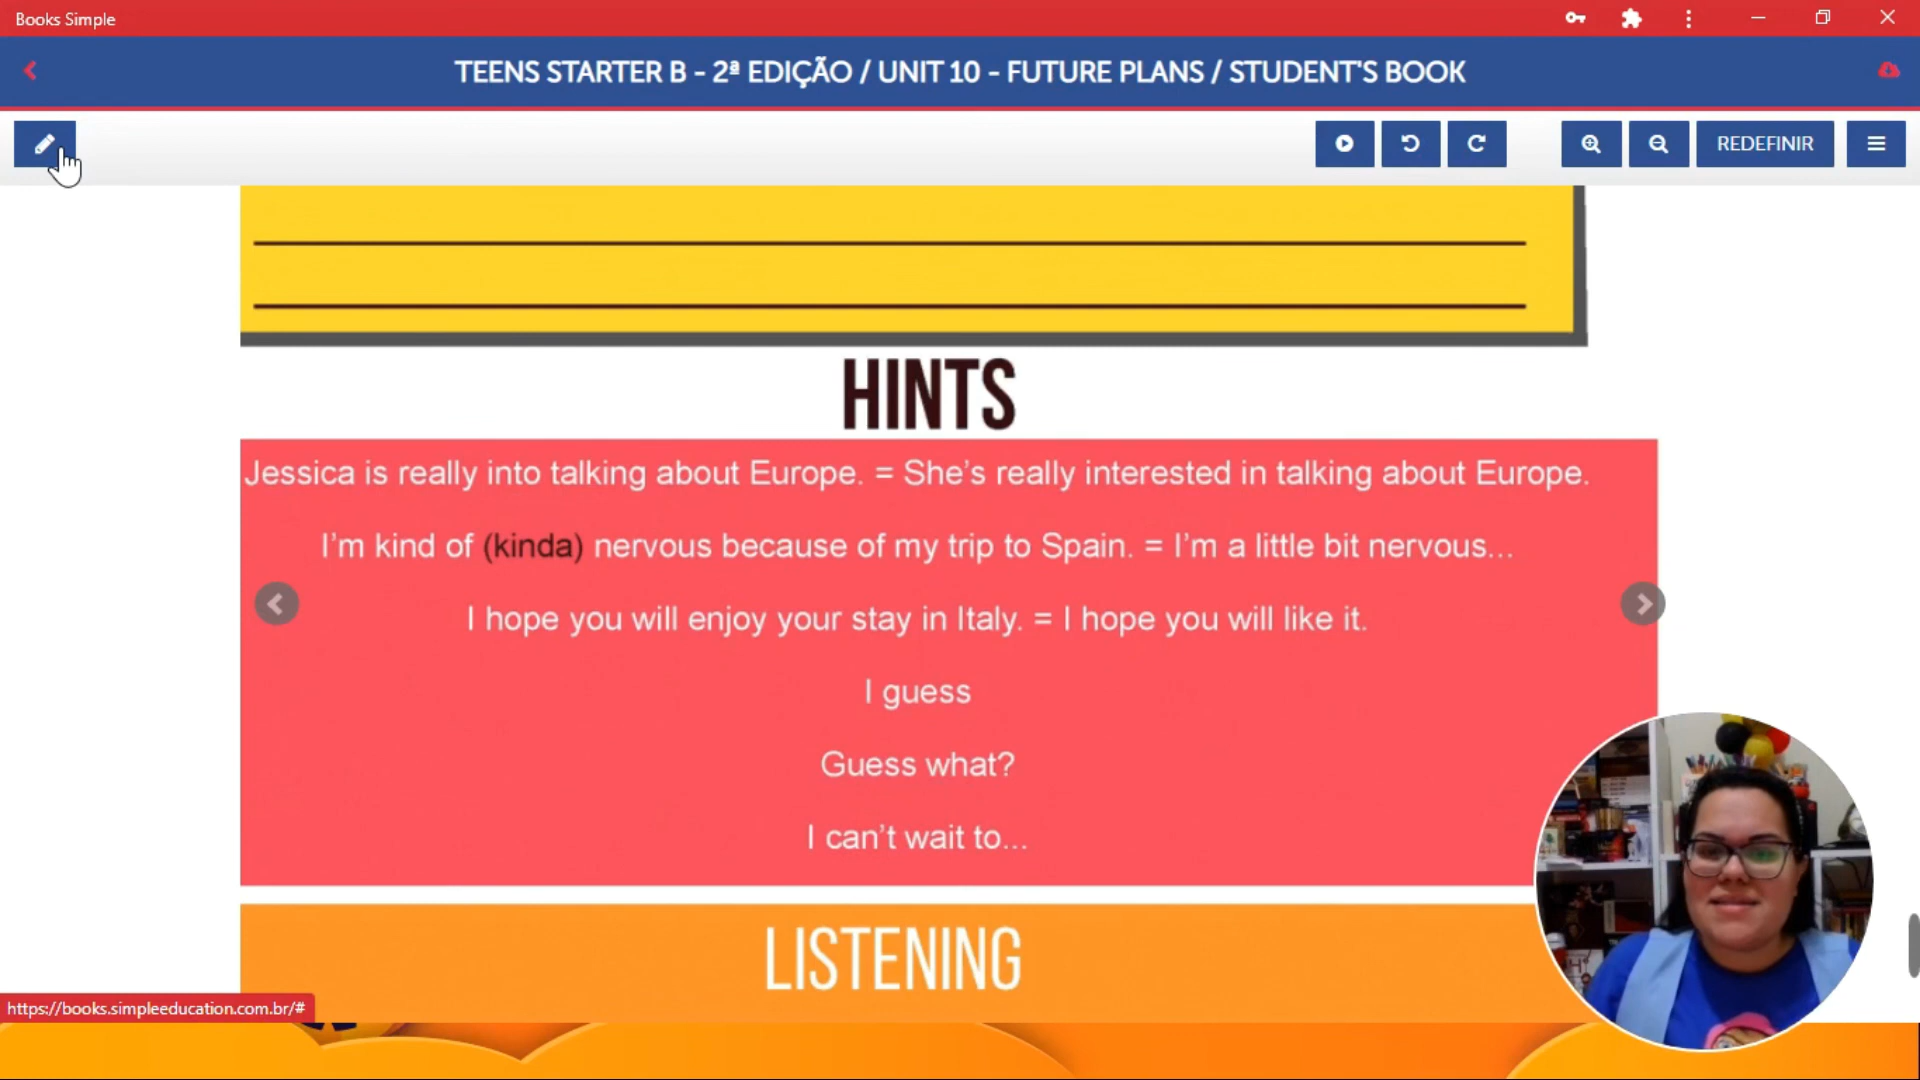 Books Simple
TEENS STARTER B - 2ª EDIÇÃO / UNIT 10 - FUTURE PLANS / STUDENT'S BOOK
REDEFINIR
HINTS
Jessica is really into talking about Europe. = She's really interested in talking about Europe.
I'm kind of (kinda) nervous because of my trip to Spain. = I'm a little bit nervous...
I hope you will enjoy your stay in Italy. = I hope you will like it.
I guess
Guess what?
I can't wait to...
LISTENING
https://books.simpleeducation.com.br/#